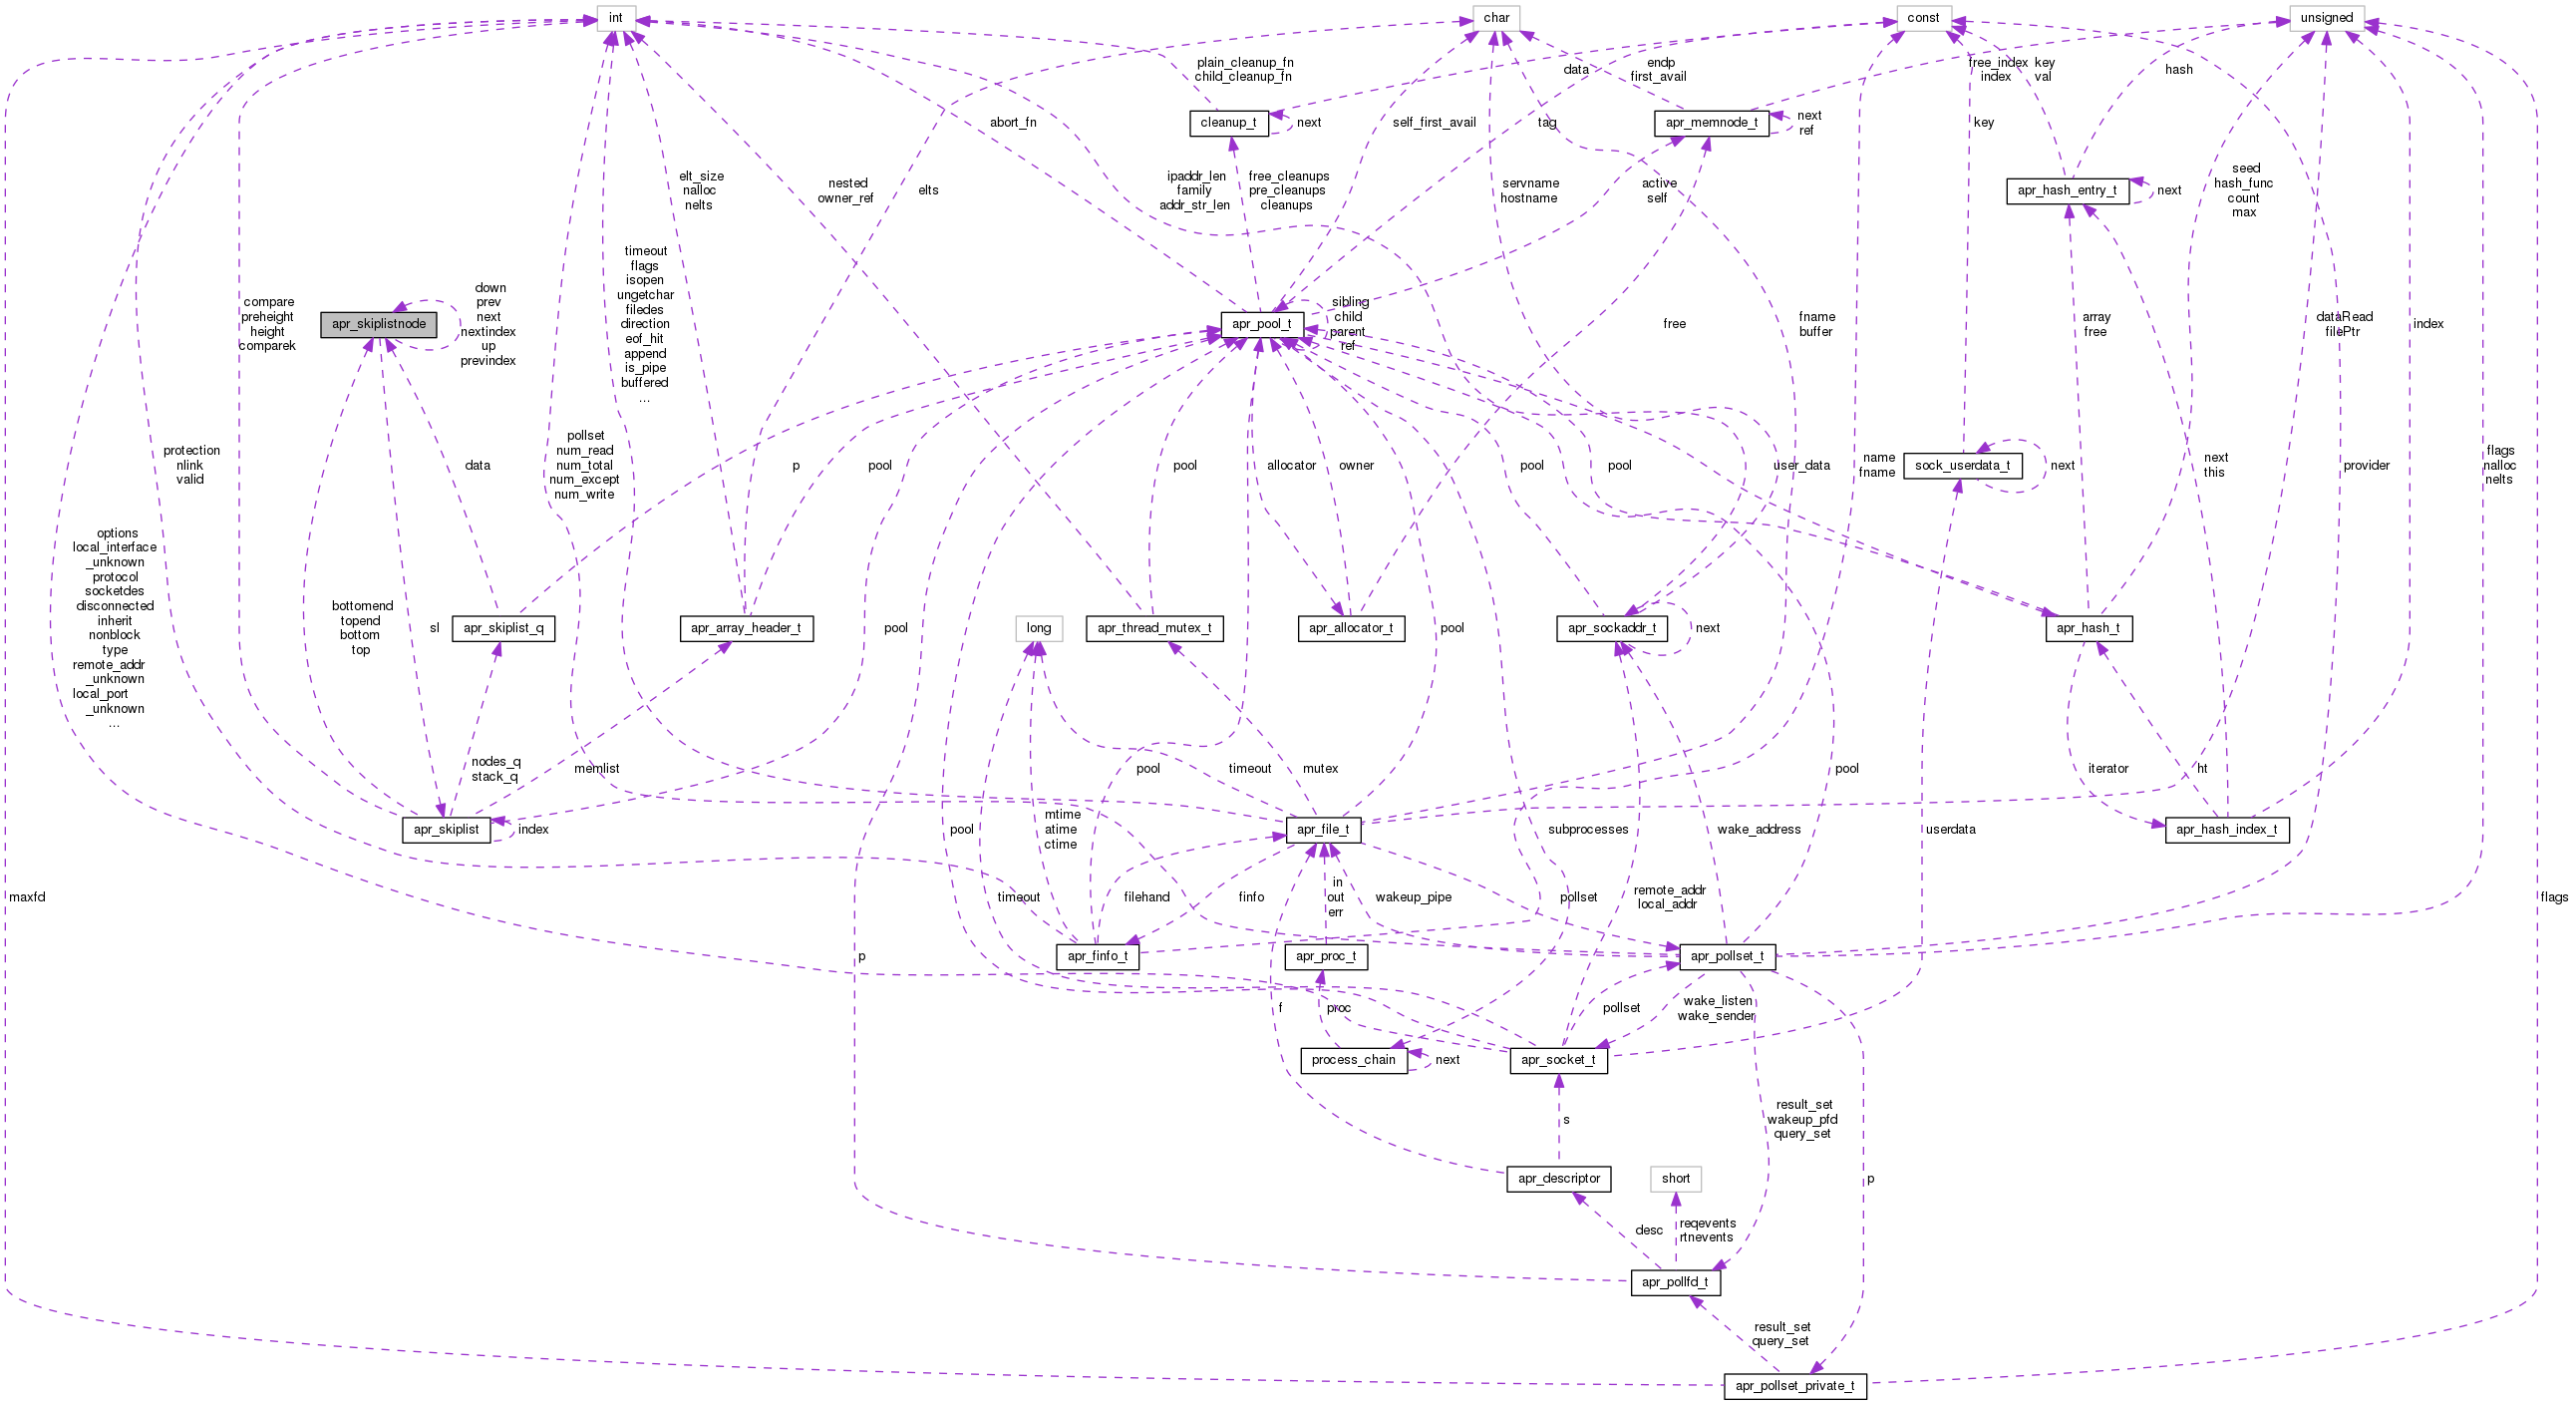 int
char
const
unsigned
plain_cleanup_fn
child_cleanup_fn
data
endp
first_avail
free_index
index
key
val
hash
cleanup_t
next
abort_fn
self_first_avail
tag
apr_memnode_t
next
ref
key
elt_size
nalloc
nelts
nested
owner_ref
elts
ipaddr_len
family
addr_str_len
free_cleanups
pre_cleanups
cleanups
servname
hostname
active
self
apr_hash_entry_t
next
seed
hash_func
count
max
timeout
flags
isopen
ungetchar
filedes
direction
eof_hit
append
is_pipe
buffered
...
compare
preheight
height
comparek
apr_skiplistnode
down
prev
next
nextindex
up
previndex
apr_pool_t
sibling
child
parent
ref
free
fname
buffer
array
free
dataRead
filePtr
index
protection
nlink
valid
pollset
num_read
num_total
num_except
num_write
data
p
pool
pool
allocator
owner
pool
pool
user_data
name
fname
sock_userdata_t
next
next
this
provider
flags
nalloc
nelts
options
local_interface
_unknown
protocol
socketdes
disconnected
inherit
nonblock
type
remote_addr
_unknown
local_port
_unknown
...
bottomend
topend
bottom
top
sl
apr_skiplist_q
apr_array_header_t
pool
long
apr_thread_mutex_t
apr_allocator_t
pool
apr_sockaddr_t
next
apr_hash_t
nodes_q
stack_q
memlist
pool
timeout
mutex
pool
iterator
ht
apr_skiplist
index
pool
mtime
atime
ctime
apr_file_t
subprocesses
wake_address
userdata
apr_hash_index_t
maxfd
timeout
filehand
finfo
in
out
err
wakeup_pipe
pollset
remote_addr
local_addr
flags
p
apr_finfo_t
apr_proc_t
apr_pollset_t
f
proc
pollset
wake_listen
wake_sender
process_chain
next
apr_socket_t
s
result_set
wakeup_pfd
query_set
apr_descriptor
short
p
desc
reqevents
rtnevents
apr_pollfd_t
result_set
query_set
apr_pollset_private_t